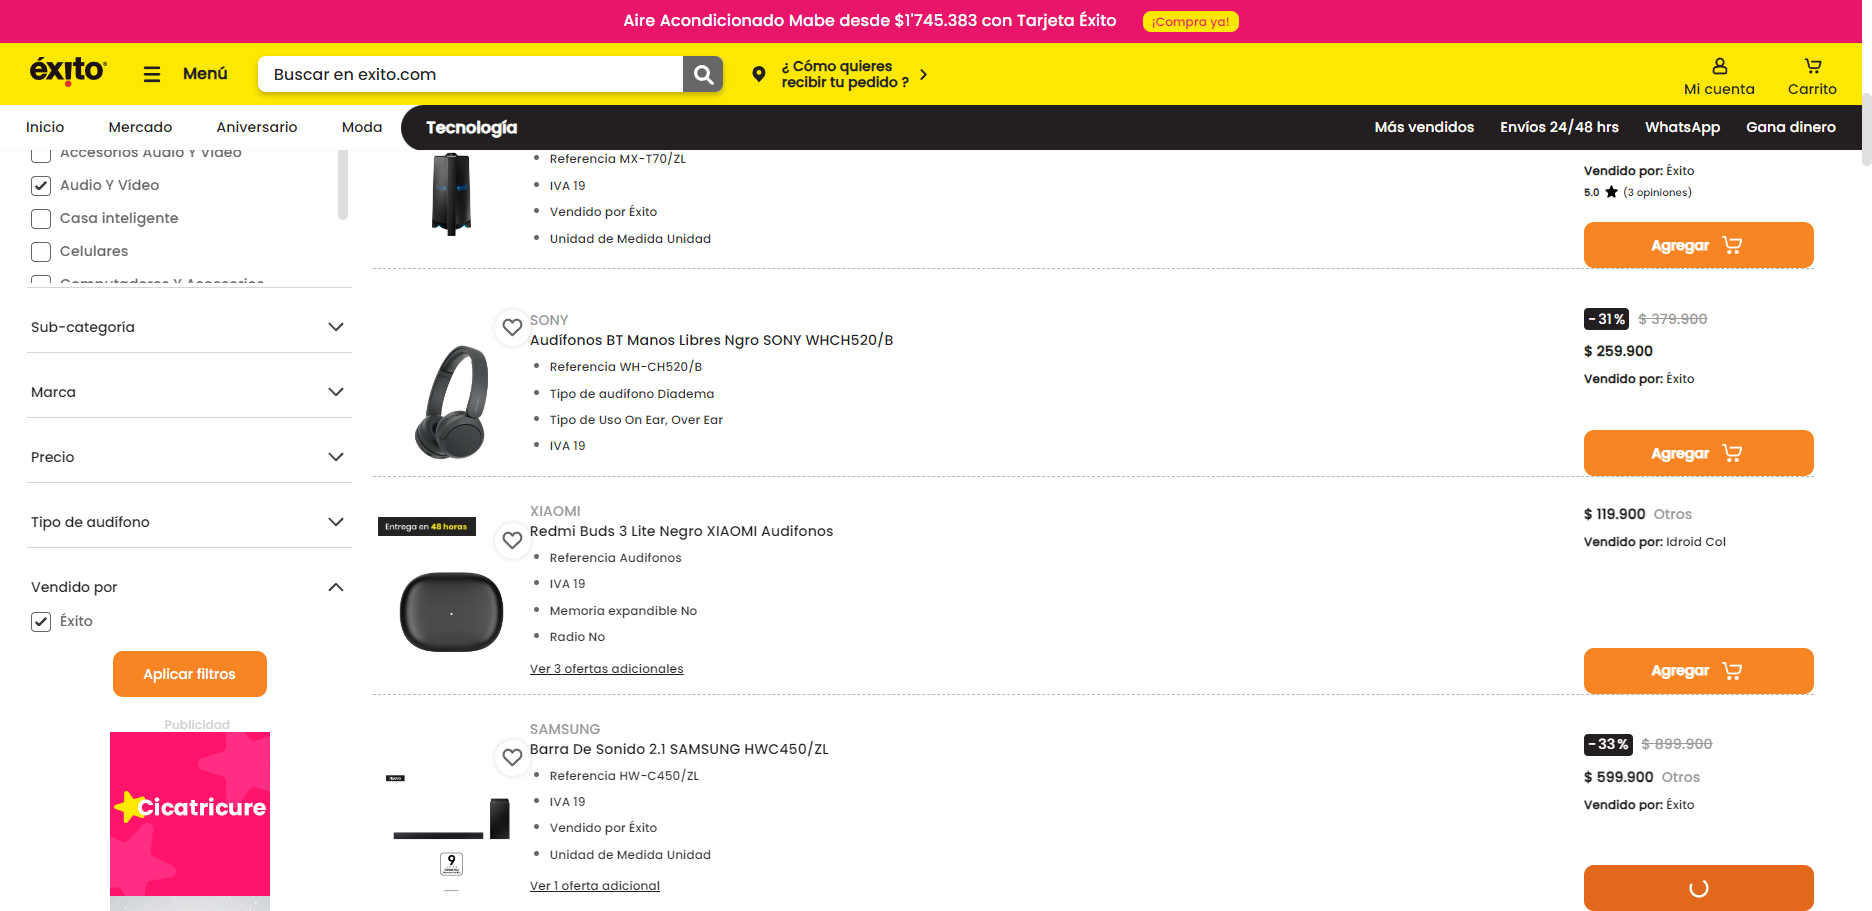 Aire Acondicionado Mabe desde $1'745.383 con Tarjeta Éxito ¡Compra ya!
éxito Menú Buscar en exito.com ¿ Cómo quieres recibir tu pedido ? Mi cuenta Carrito
Inicio Mercado Aniversario Moda Tecnología Más vendidos Envíos 24/48 hrs WhatsApp Gana dinero
Accesorios Audio Y Video
Audio Y Vídeo
Casa inteligente
Celulares
Computadores Y Accesorios
Sub-categoría
Marca
Precio
Tipo de audífono
Vendido por
Éxito
Aplicar filtros
Publicidad
Cicatricure
Referencia MX-T70/ZL
IVA 19
Vendido por Éxito
Unidad de Medida Unidad
Vendido por: Éxito
5.0 (3 opiniones)
Agregar
SONY
Audífonos BT Manos Libres Ngro SONY WHCH520/B
Referencia WH-CH520/B
Tipo de audífono Diadema
Tipo de Uso On Ear, Over Ear
IVA 19
-31% $ 379.900
$ 259.900
Vendido por: Éxito
Agregar
Entrega en 48 horas
XIAOMI
Redmi Buds 3 Lite Negro XIAOMI Audifonos
Referencia Audifonos
IVA 19
Memoria expandible No
Radio No
Ver 3 ofertas adicionales
$ 119.900 Otros
Vendido por: Idroid Col
Agregar
SAMSUNG
Barra De Sonido 2.1 SAMSUNG HWC450/ZL
Referencia HW-C450/ZL
IVA 19
Vendido por Éxito
Unidad de Medida Unidad
Ver 1 oferta adicional
9
-33% $ 899.900
$ 599.900 Otros
Vendido por: Éxito